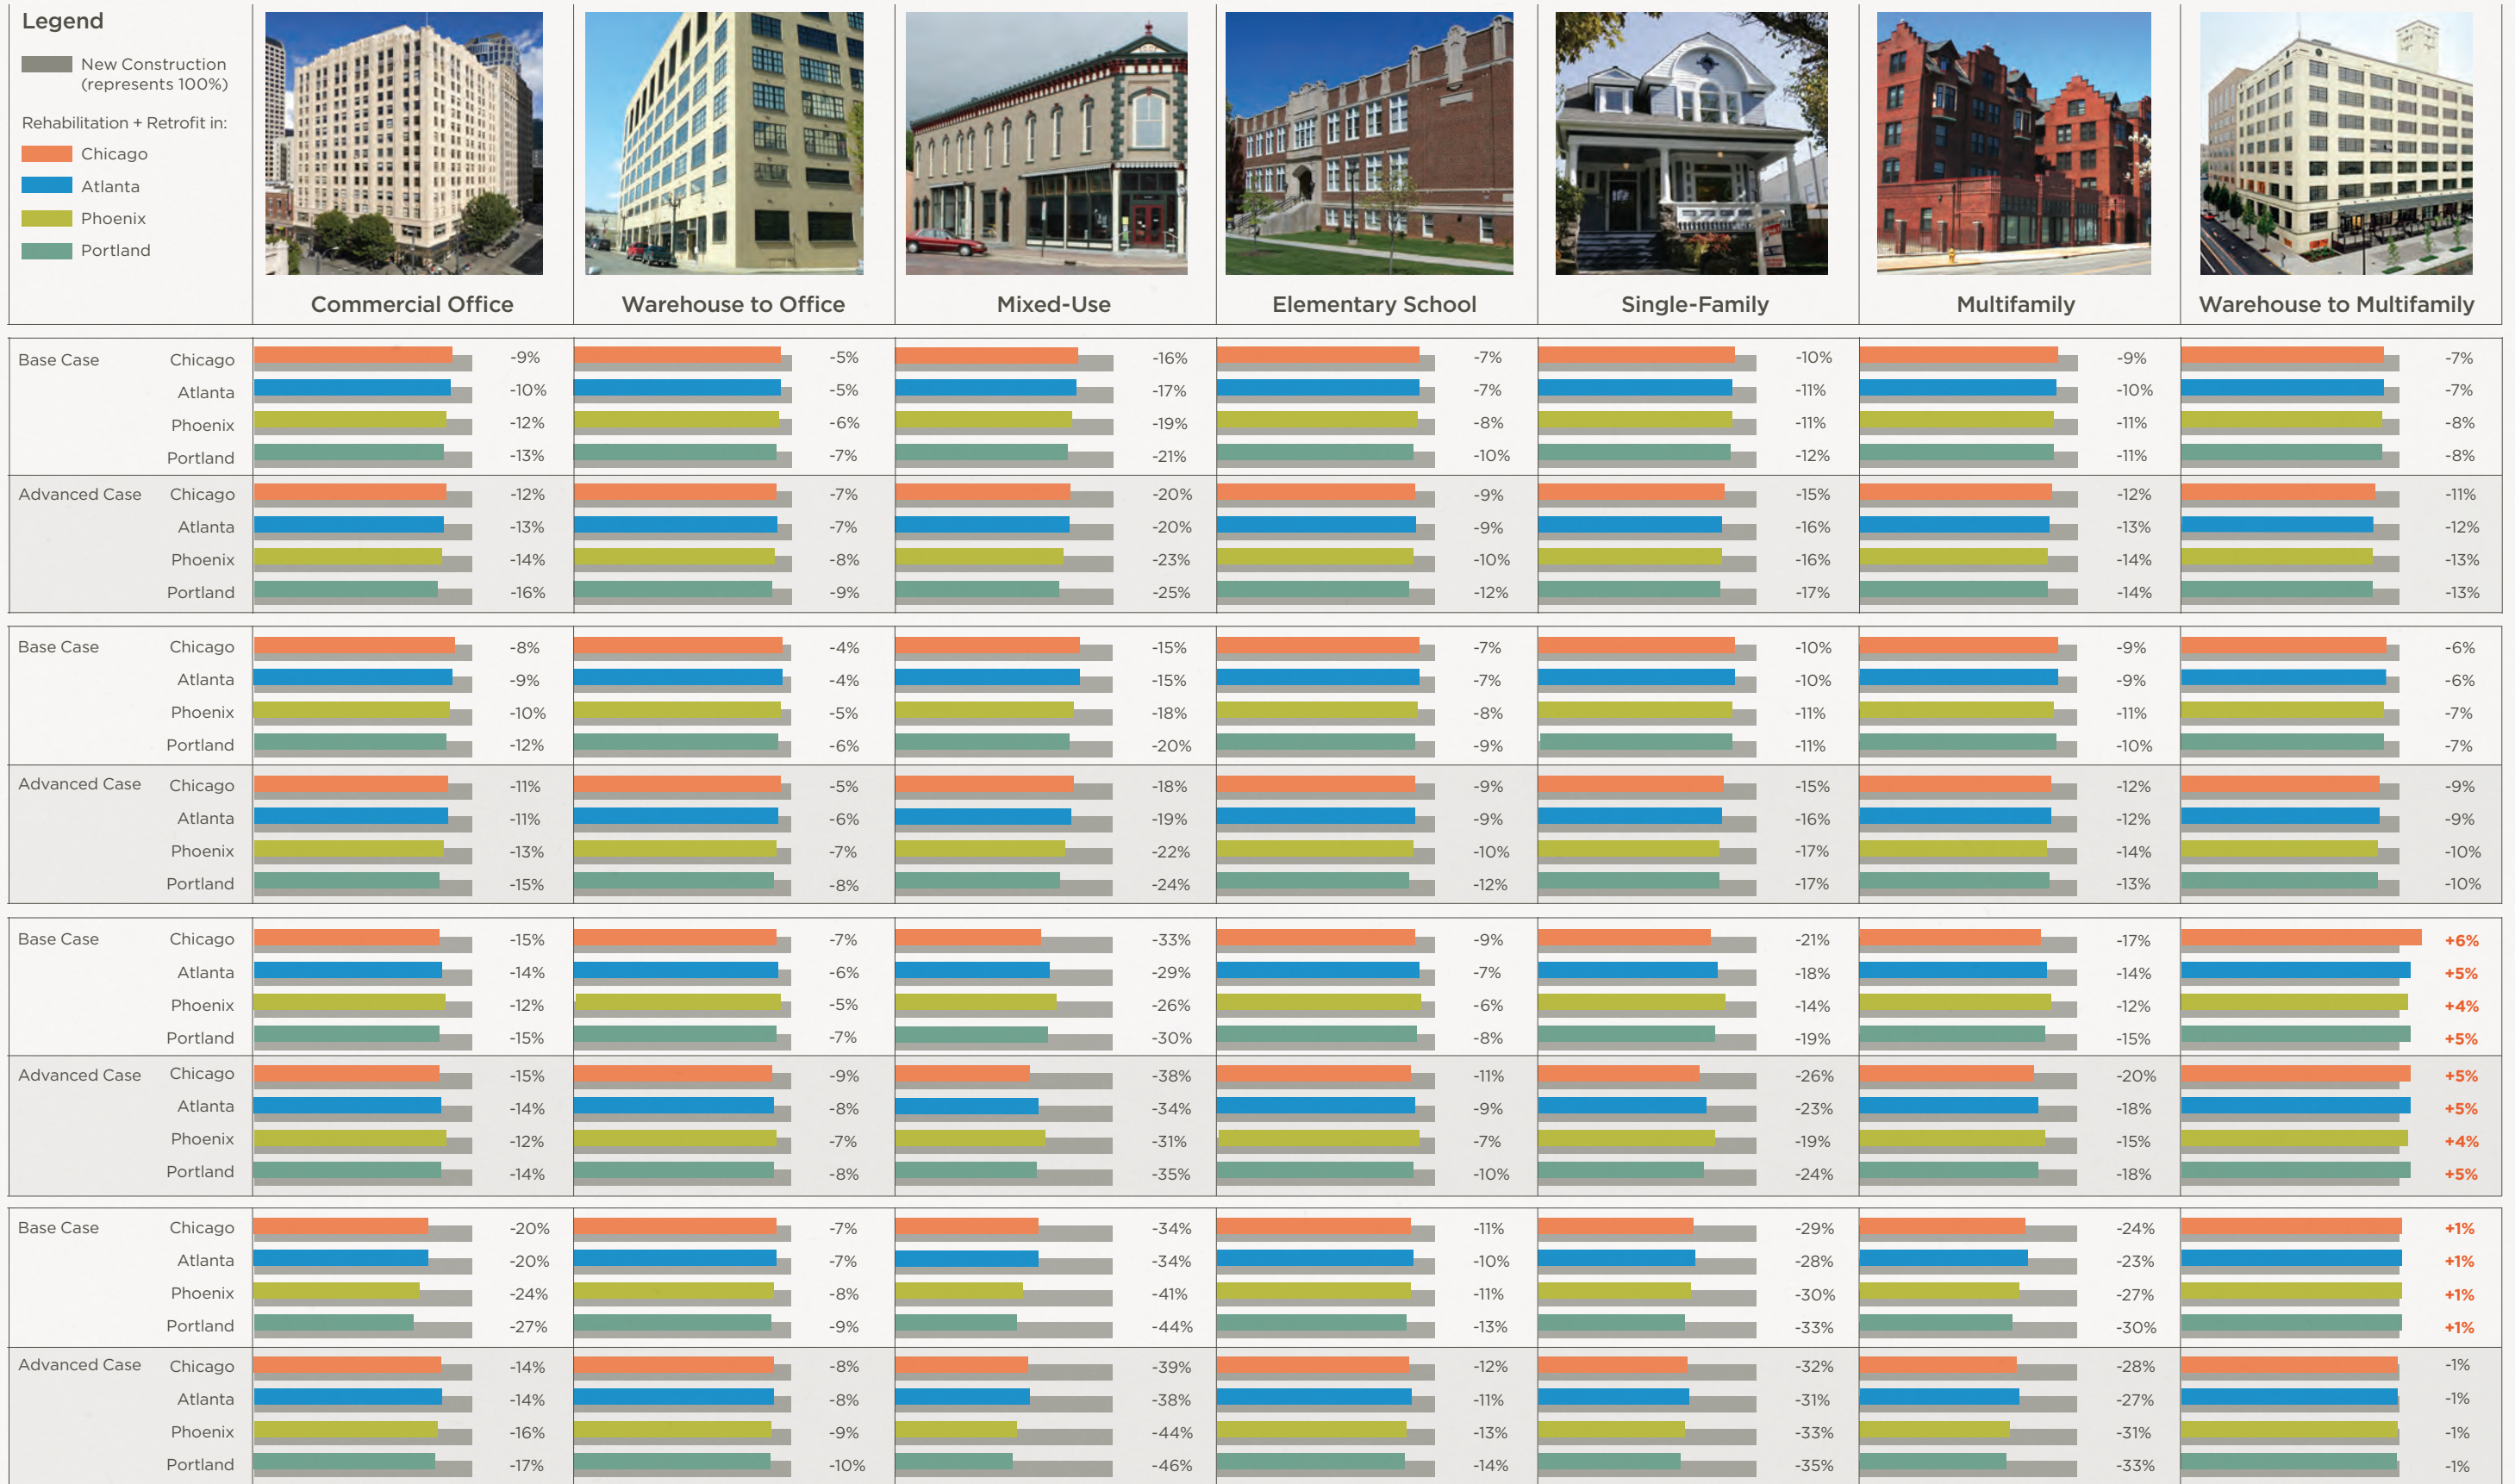 Legend
New Construction
(represents 100%)
Rehabilitation + Retrofit in:
Chicago
Atlanta
Phoenix
Portland
Commercial Office Warehouse to Office Mixed-Use Elementary School Single-Family Multifamily Warehouse to Multifamily
Base Case Chicago -9% -5% -16% -7% -10% -9% -7%
Atlanta -10% -5% -17% -7% -11% -10% -7%
Phoenix -12% -6% -19% -8% -11% -11% -8%
Portland -13% -7% -21% -10% -12% -11% -8%
Advanced Case Chicago -12% -7% -20% -9% -15% -12% -11%
Atlanta -13% -7% -20% -9% -16% -13% -12%
Phoenix -14% -8% -23% -10% -16% -14% -13%
Portland -16% -9% -25% -12% -17% -14% -13%
Base Case Chicago -8% -4% -15% -7% -10% -9% -6%
Atlanta -9% -4% -15% -7% -10% -9% -6%
Phoenix -10% -5% -18% -8% -11% -11% -7%
Portland -12% -6% -20% -9% -11% -10% -7%
Advanced Case Chicago -11% -5% -18% -9% -15% -12% -9%
Atlanta -11% -6% -19% -9% -16% -12% -9%
Phoenix -13% -7% -22% -10% -17% -14% -10%
Portland -15% -8% -24% -12% -17% -13% -10%
Base Case Chicago -15% -7% -33% -9% -21% -17% +6%
Atlanta -14% -6% -29% -7% -18% -14% +5%
Phoenix -12% -5% -26% -6% -14% -12% +4%
Portland -15% -7% -30% -8% -19% -15% +5%
Advanced Case Chicago -15% -9% -38% -11% -26% -20% +5%
Atlanta -14% -8% -34% -9% -23% -18% +5%
Phoenix -12% -7% -31% -7% -19% -15% +4%
Portland -14% -8% -35% -10% -24% -18% +5%
Base Case Chicago -20% -7% -34% -11% -29% -24% +1%
Atlanta -20% -7% -34% -10% -28% -23% +1%
Phoenix -24% -8% -41% -11% -30% -27% +1%
Portland -27% -9% -44% -13% -33% -30% +1%
Advanced Case Chicago -14% -8% -39% -12% -32% -28% -1%
Atlanta -14% -8% -38% -11% -31% -27% -1%
Phoenix -16% -9% -44% -13% -33% -31% -1%
Portland -17% -10% -46% -14% -35% -33% -1%